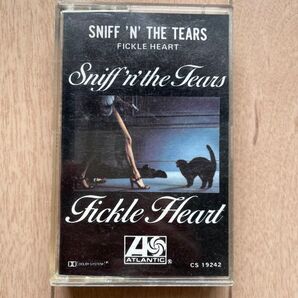 SNIFF 'N' THE TEARS
FICKLE HEART
Sniff 'n' the Tears
Fickle Heart
ATLANTIC®
DOLBY SYSTEM
CS 19242